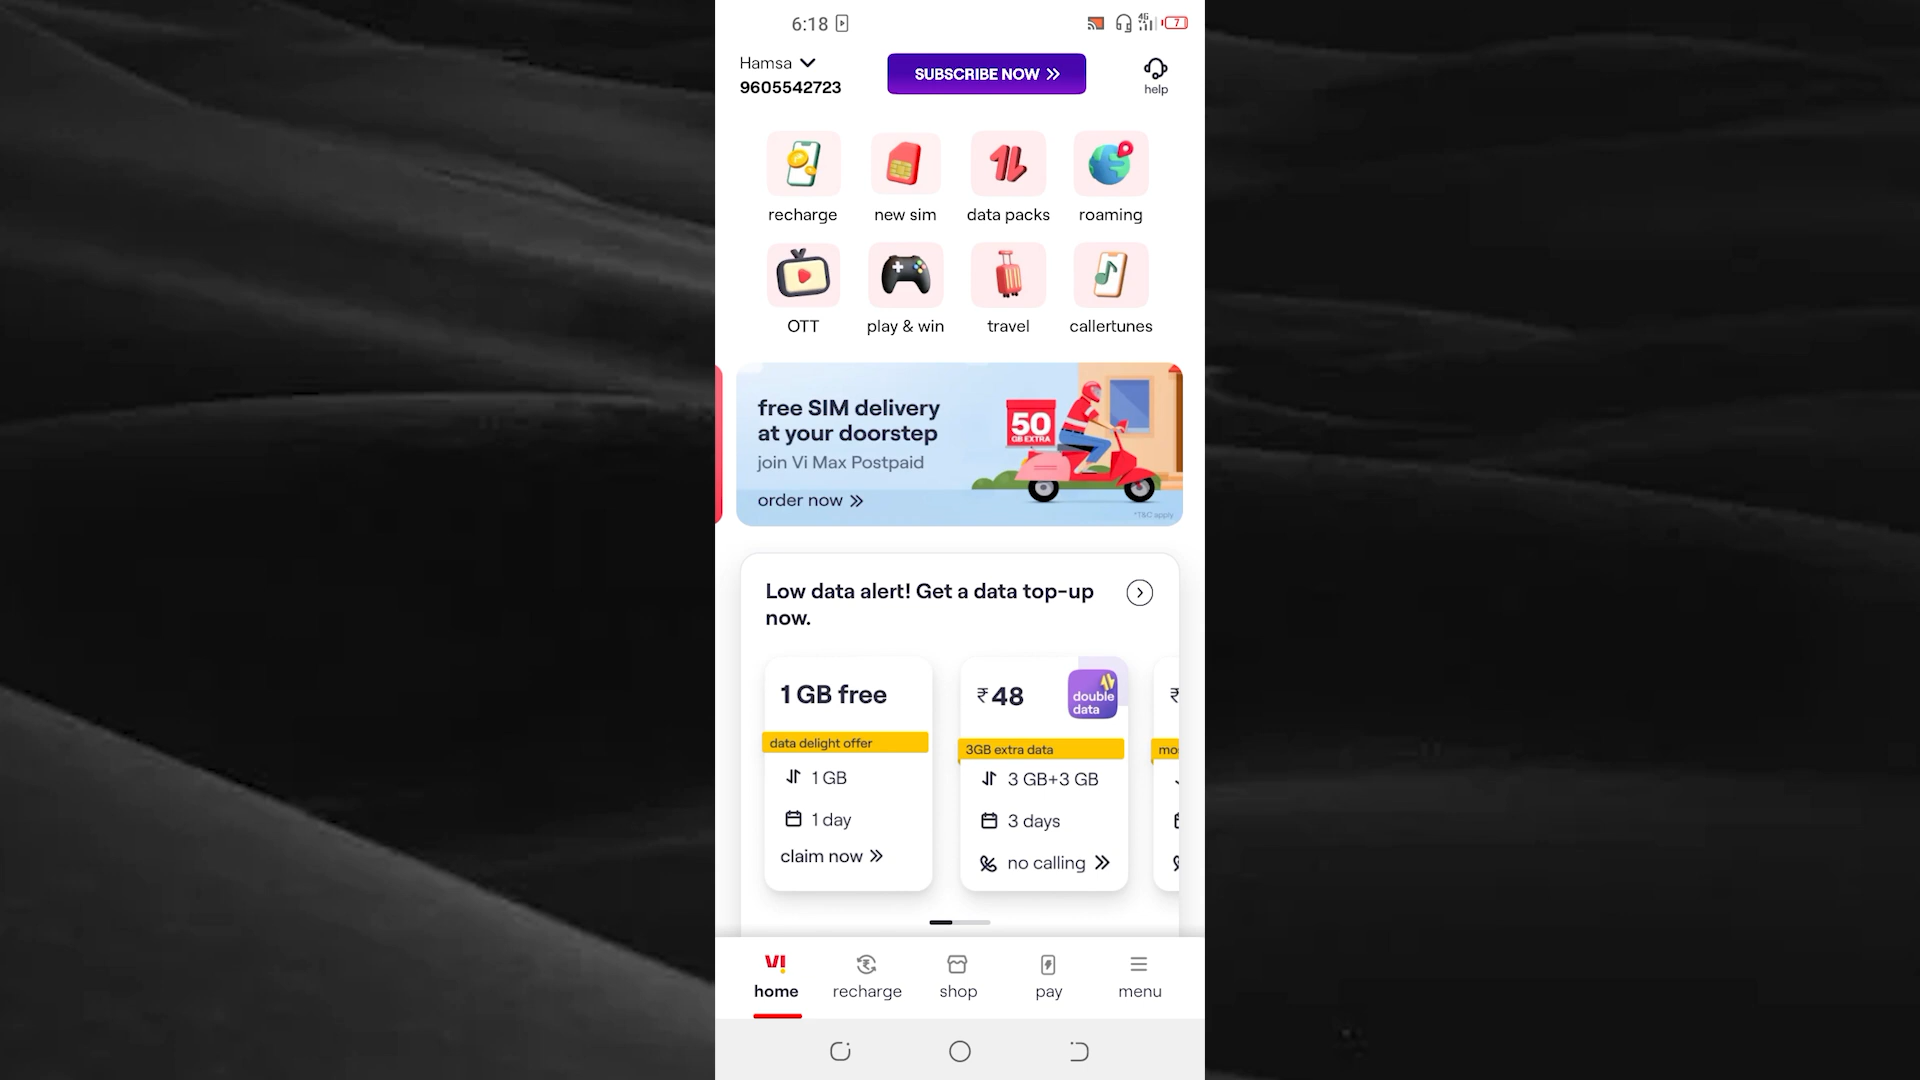 6:18
4G
7
Hamsa
9605542723
SUBSCRIBE NOW
help
recharge
new sim
data packs
roaming
OTT
play & win
travel
callertunes
free SIM delivery
at your doorstep
join Vi Max Postpaid
order now
50
GB EXTRA
*T&C apply
Low data alert! Get a data top-up
now.
1 GB free
data delight offer
1 GB
1 day
claim now
₹48
double
data
3GB extra data
3 GB+3 GB
3 days
no calling
₹
mo
VI
home
recharge
shop
pay
menu